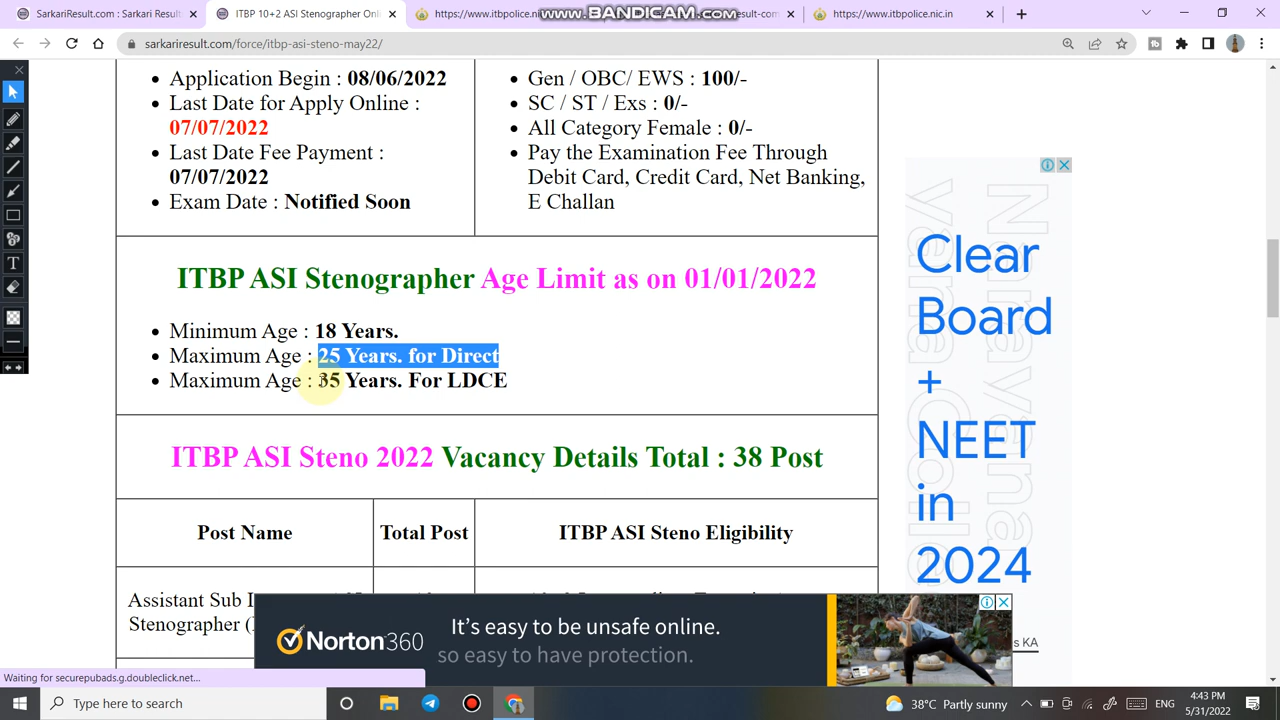 www.BANDICAM.com
som : Sarkari Result : Sarkari Res
ITBP 10+2 ASI Stenographer Onl
https://www.itbpolice.ni
esult-com
https://www.itbpolice.nic.in
sarkariresult.com/force/itbp-asi-steno-may22/
Application Begin : 08/06/2022
Last Date for Apply Online :
07/07/2022
Last Date Fee Payment :
07/07/2022
Exam Date : Notified Soon
Gen / OBC/ EWS : 100/-
SC / ST / Exs : 0/-
All Category Female : 0/-
Pay the Examination Fee Through
Debit Card, Credit Card, Net Banking,
E Challan
ITBP ASI Stenographer Age Limit as on 01/01/2022
Minimum Age : 18 Years.
Maximum Age : 25 Years. for Direct
Maximum Age : 35 Years. For LDCE
ITBP ASI Steno 2022 Vacancy Details Total : 38 Post
Post Name
Total Post
ITBP ASI Steno Eligibility
Assistant Sub I
Stenographer (
Clear
Board
+
NEET
in
2024
s KA
Norton360
It's easy to be unsafe online.
so easy to have protection.
Waiting for securepubads.g.doubleclick.net...
Type here to search
38°C Partly sunny
ENG
4:43 PM
5/31/2022